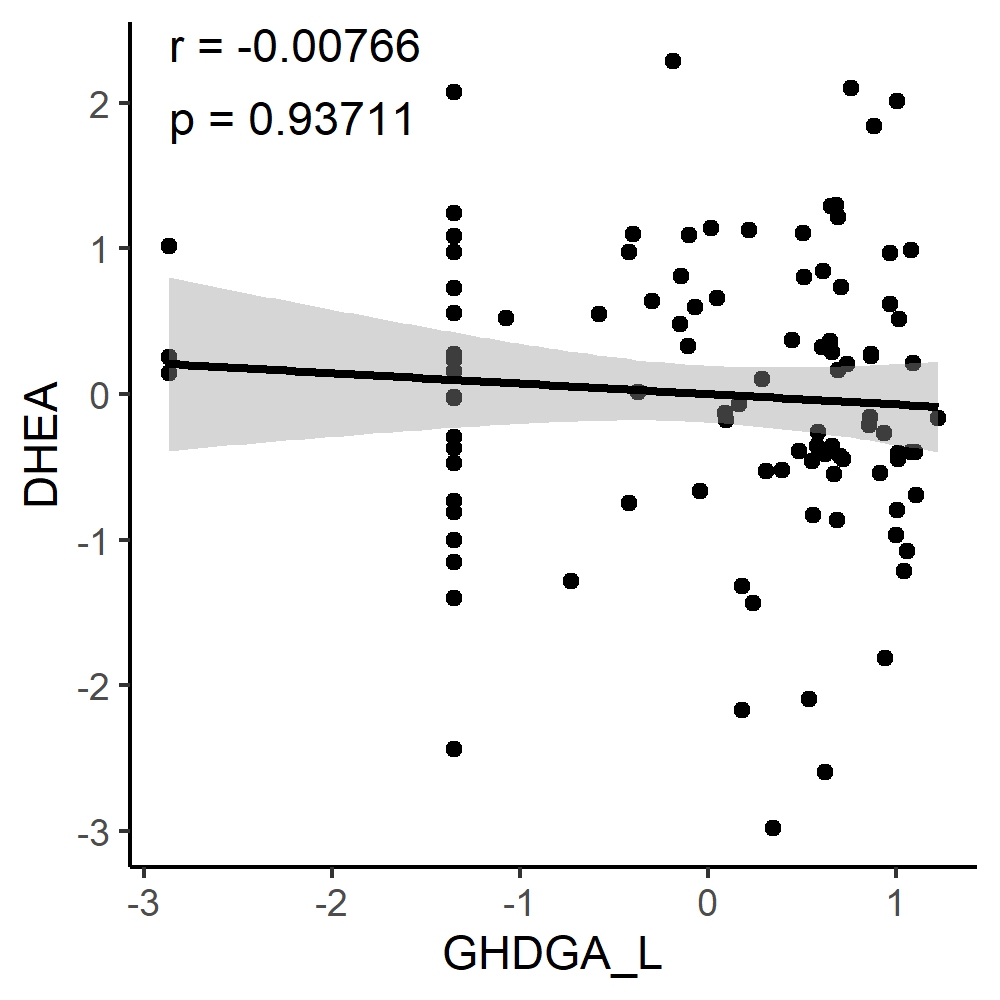 r = -0.00766
p = 0.93711
2
1
0
-1
-2
-3
DHEA
-3 -2 -1 0 1
GHDGA_L